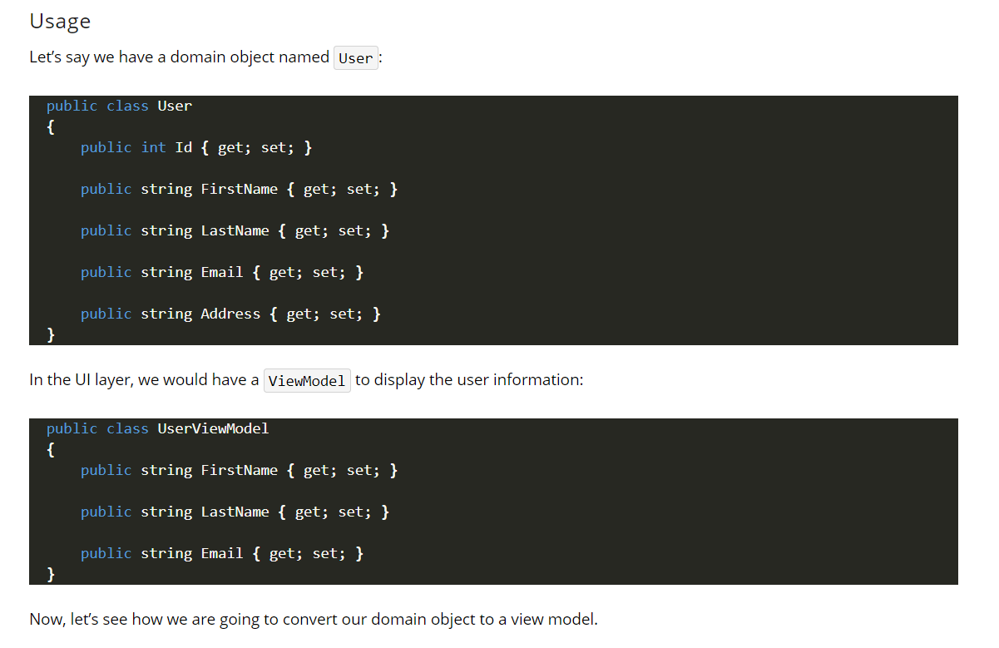 Usage
Let’s say we have a domain object named User:
public class User
{
    public int Id { get; set; }
    public string FirstName { get; set; }
    public string LastName { get; set; }
    public string Email { get; set; }
    public string Address { get; set; }
}
In the UI layer, we would have a ViewModel to display the user information:
public class UserViewModel
{
    public string FirstName { get; set; }
    public string LastName { get; set; }
    public string Email { get; set; }
}
Now, let’s see how we are going to convert our domain object to a view model.